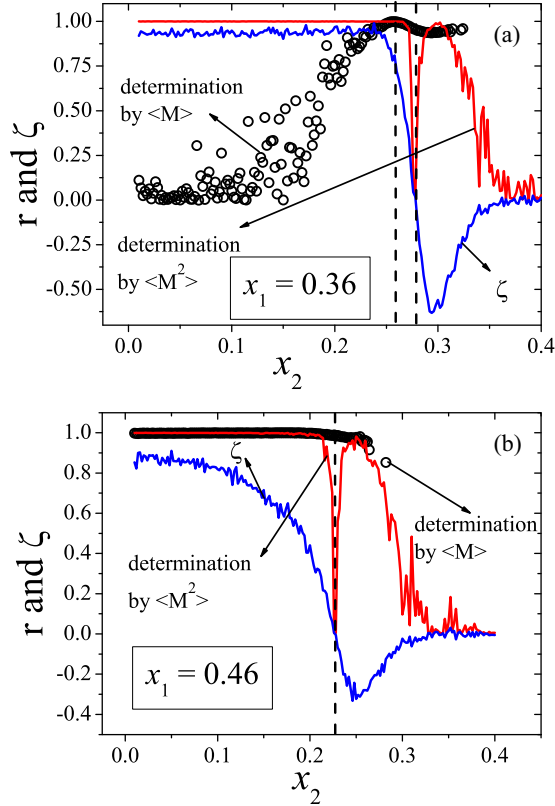 (a)
1.00
0.75
0.50
0.25
0.00
-0.25
-0.50
r and ζ
determination
by <M>
determination
by <M²>
x₁ = 0.36
ζ
0.0 0.1 0.2 0.3 0.4
x₂
(b)
1.0
0.8
0.6
0.4
0.2
0.0
-0.2
-0.4
r and ζ
ζ
determination
by <M>
determination
by <M²>
x₁ = 0.46
0.0 0.1 0.2 0.3 0.4
x₂